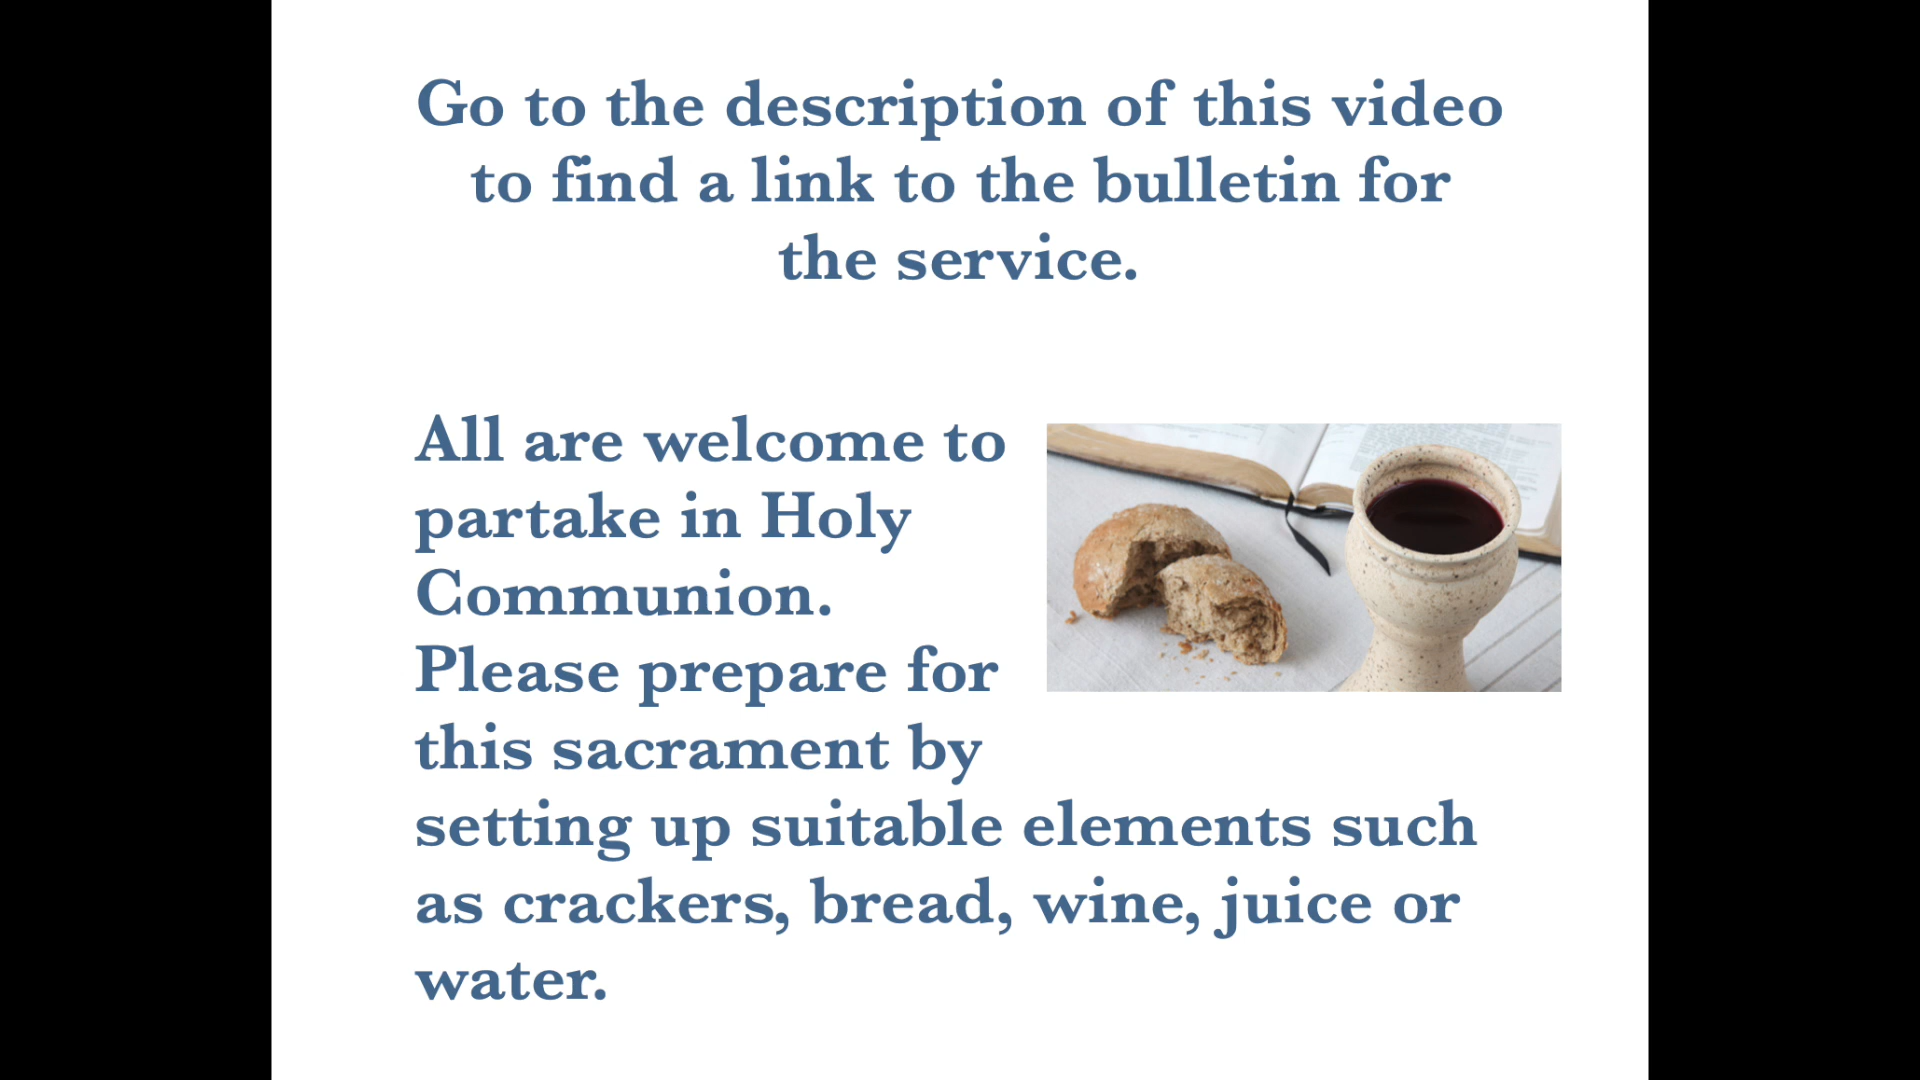 Go to the description of this video
to find a link to the bulletin for
the service.
All are welcome to
partake in Holy
Communion.
Please prepare for
this sacrament by
setting up suitable elements such
as crackers, bread, wine, juice or
water.